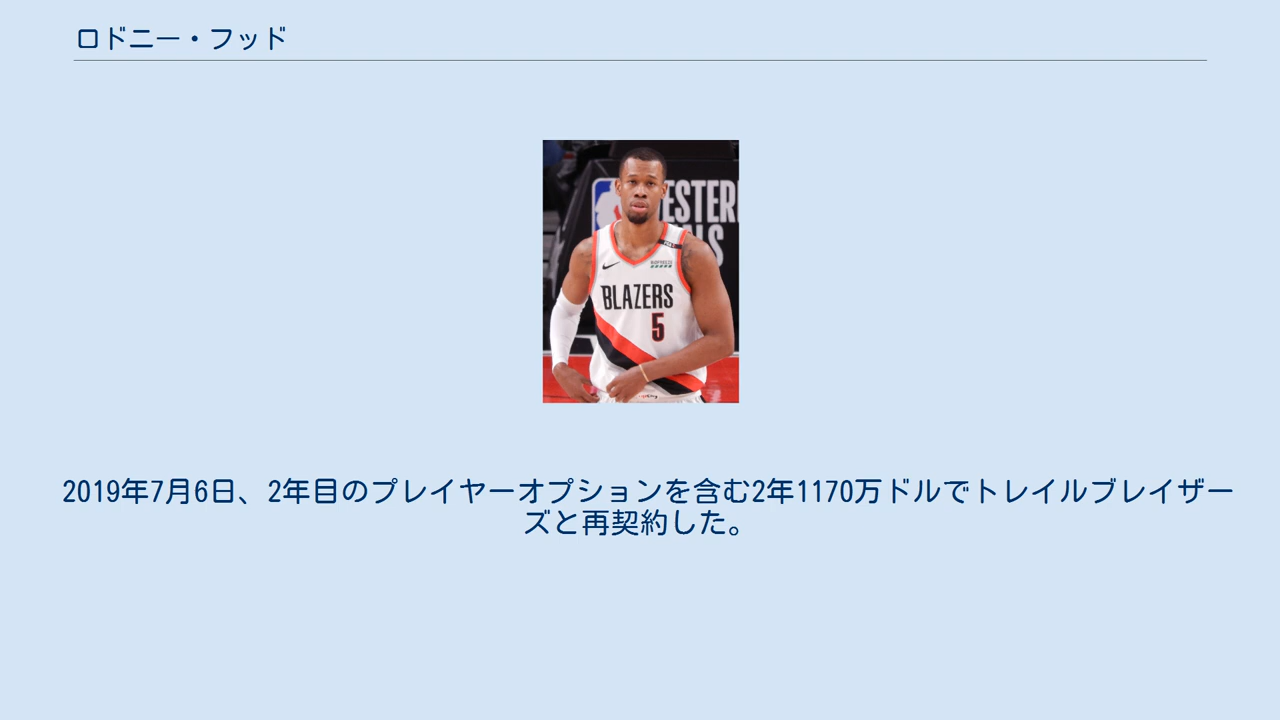 ロドニー・フッド
ESTER
LS
BLAZERS
5
2019年7月6日、2年目のプレイヤーオプションを含む2年1170万ドルでトレイルブレイザー
ズと再契約した。